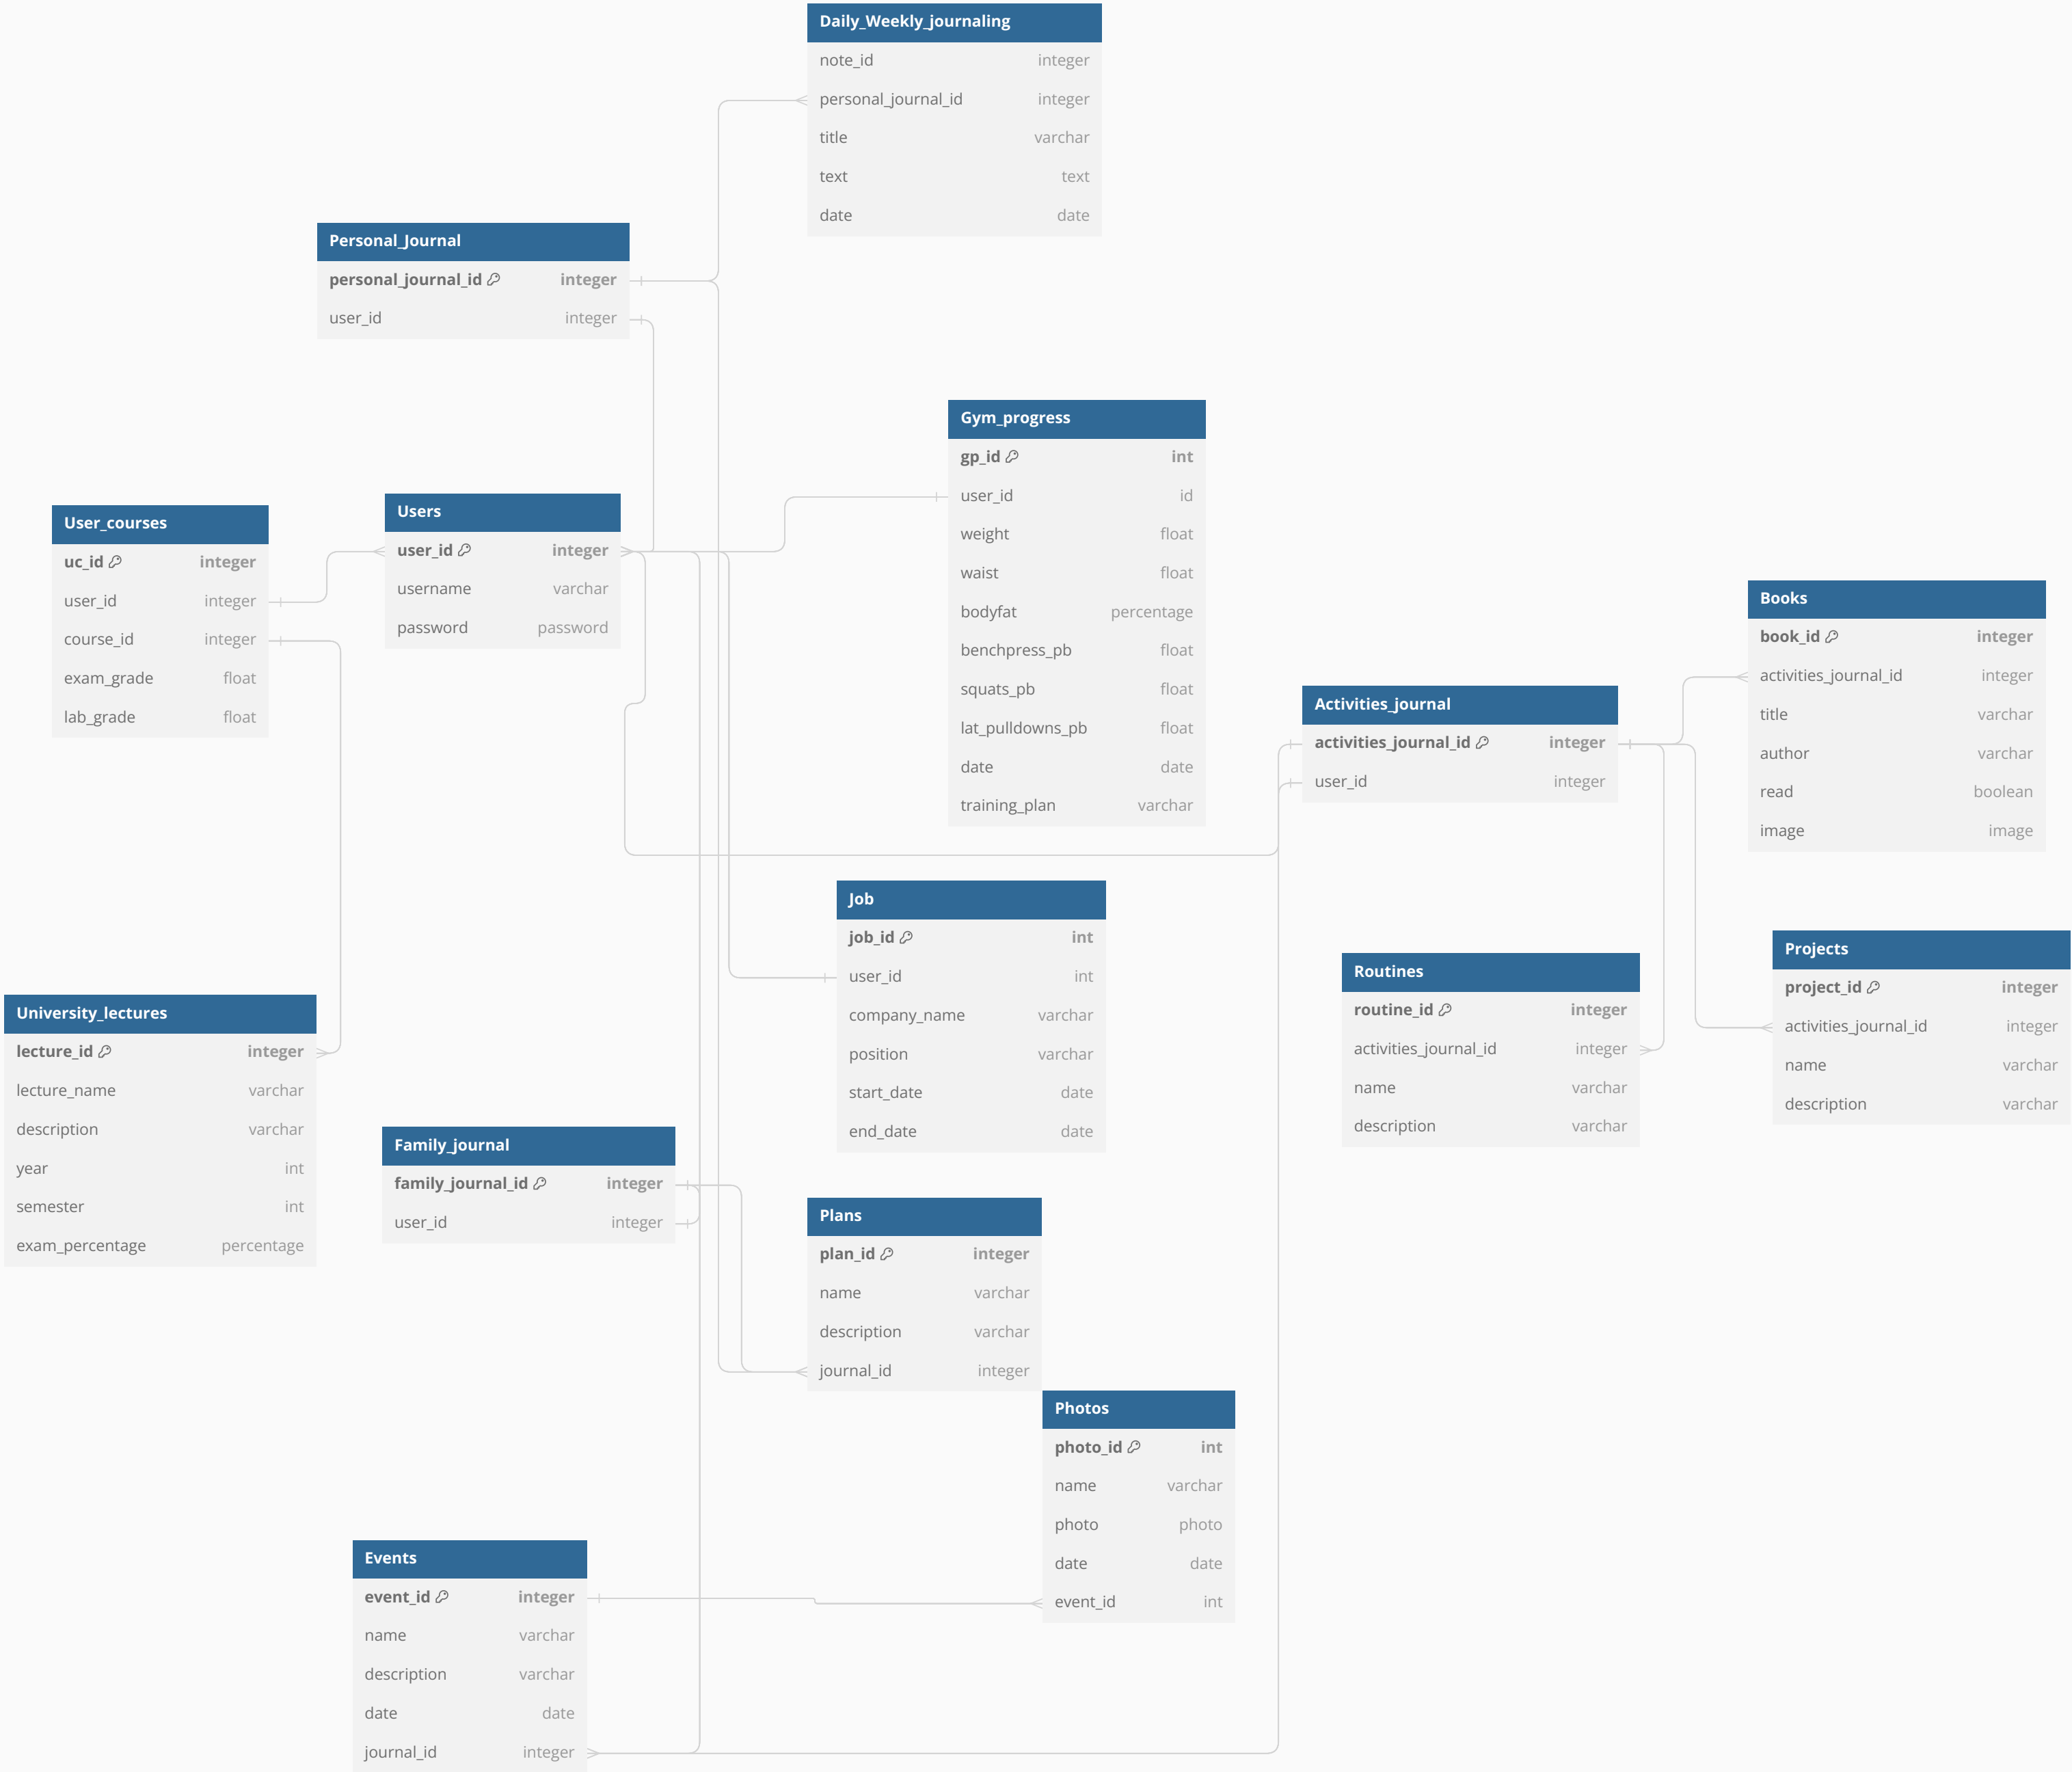 Daily_Weekly_journaling
note_id integer
personal_journal_id integer
title varchar
text text
date date
Personal_Journal
personal_journal_id integer
user_id integer
Gym_progress
gp_id int
user_id id
weight float
waist float
bodyfat percentage
benchpress_pb float
squats_pb float
lat_pulldowns_pb float
date date
training_plan varchar
User_courses
uc_id integer
user_id integer
course_id integer
exam_grade float
lab_grade float
Users
user_id integer
username varchar
password password
Books
book_id integer
activities_journal_id integer
title varchar
author varchar
read boolean
image image
Activities_journal
activities_journal_id integer
user_id integer
Job
job_id int
user_id int
company_name varchar
position varchar
start_date date
end_date date
Routines
routine_id integer
activities_journal_id integer
name varchar
description varchar
Projects
project_id integer
activities_journal_id integer
name varchar
description varchar
University_lectures
lecture_id integer
lecture_name varchar
description varchar
year int
semester int
exam_percentage percentage
Family_journal
family_journal_id integer
user_id integer
Plans
plan_id integer
name varchar
description varchar
journal_id integer
Photos
photo_id int
name varchar
photo photo
date date
event_id int
Events
event_id integer
name varchar
description varchar
date date
journal_id integer